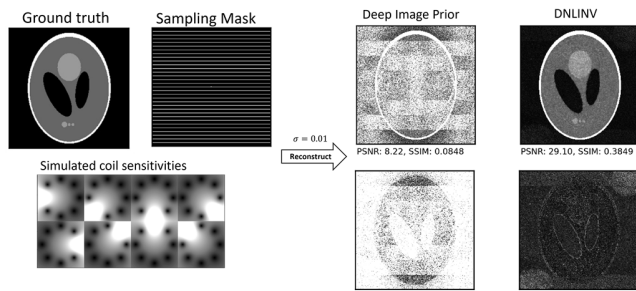 Ground truth
Sampling Mask
Deep Image Prior
DNLINV
σ = 0.01
Reconstruct
PSNR: 8.22, SSIM: 0.0848
PSNR: 29.10, SSIM: 0.3849
Simulated coil sensitivities